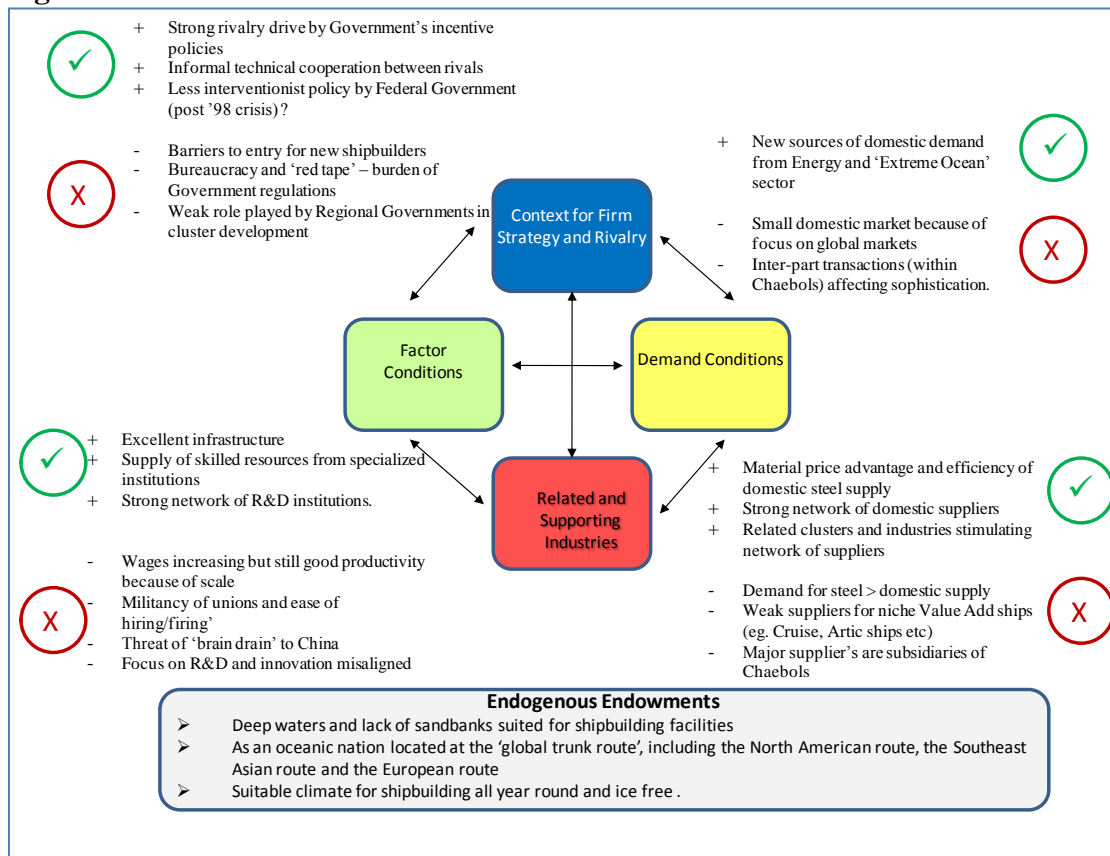 + Strong rivalry drive by Government's incentive
policies
+ Informal technical cooperation between rivals
+ Less interventionist policy by Federal Government
(post '98 crisis) ?
- Barriers to entry for new shipbuilders
- Bureaucracy and 'red tape' – burden of
Government regulations
- Weak role played by Regional Governments in
cluster development
+ New sources of domestic demand
from Energy and 'Extreme Ocean'
sector
- Small domestic market because of
focus on global markets
- Inter-part transactions (within
Chaebols) affecting sophistication.
X
X
Context for Firm
Strategy and Rivalry
Factor
Conditions
Demand Conditions
Related and
Supporting
Industries
+ Excellent infrastructure
+ Supply of skilled resources from specialized
institutions
+ Strong network of R&D institutions.
- Wages increasing but still good productivity
because of scale
- Militancy of unions and ease of
hiring/firing'
- Threat of 'brain drain' to China
- Focus on R&D and innovation misaligned
X
+ Material price advantage and efficiency of
domestic steel supply
+ Strong network of domestic suppliers
+ Related clusters and industries stimulating
network of suppliers
- Demand for steel > domestic supply
- Weak suppliers for niche Value Add ships
(eg. Cruise, Artic ships etc)
- Major supplier's are subsidiaries of
Chaebols
X
Endogenous Endowments
➢ Deep waters and lack of sandbanks suited for shipbuilding facilities
➢ As an oceanic nation located at the 'global trunk route', including the North American route, the Southeast
Asian route and the European route
➢ Suitable climate for shipbuilding all year round and ice free .